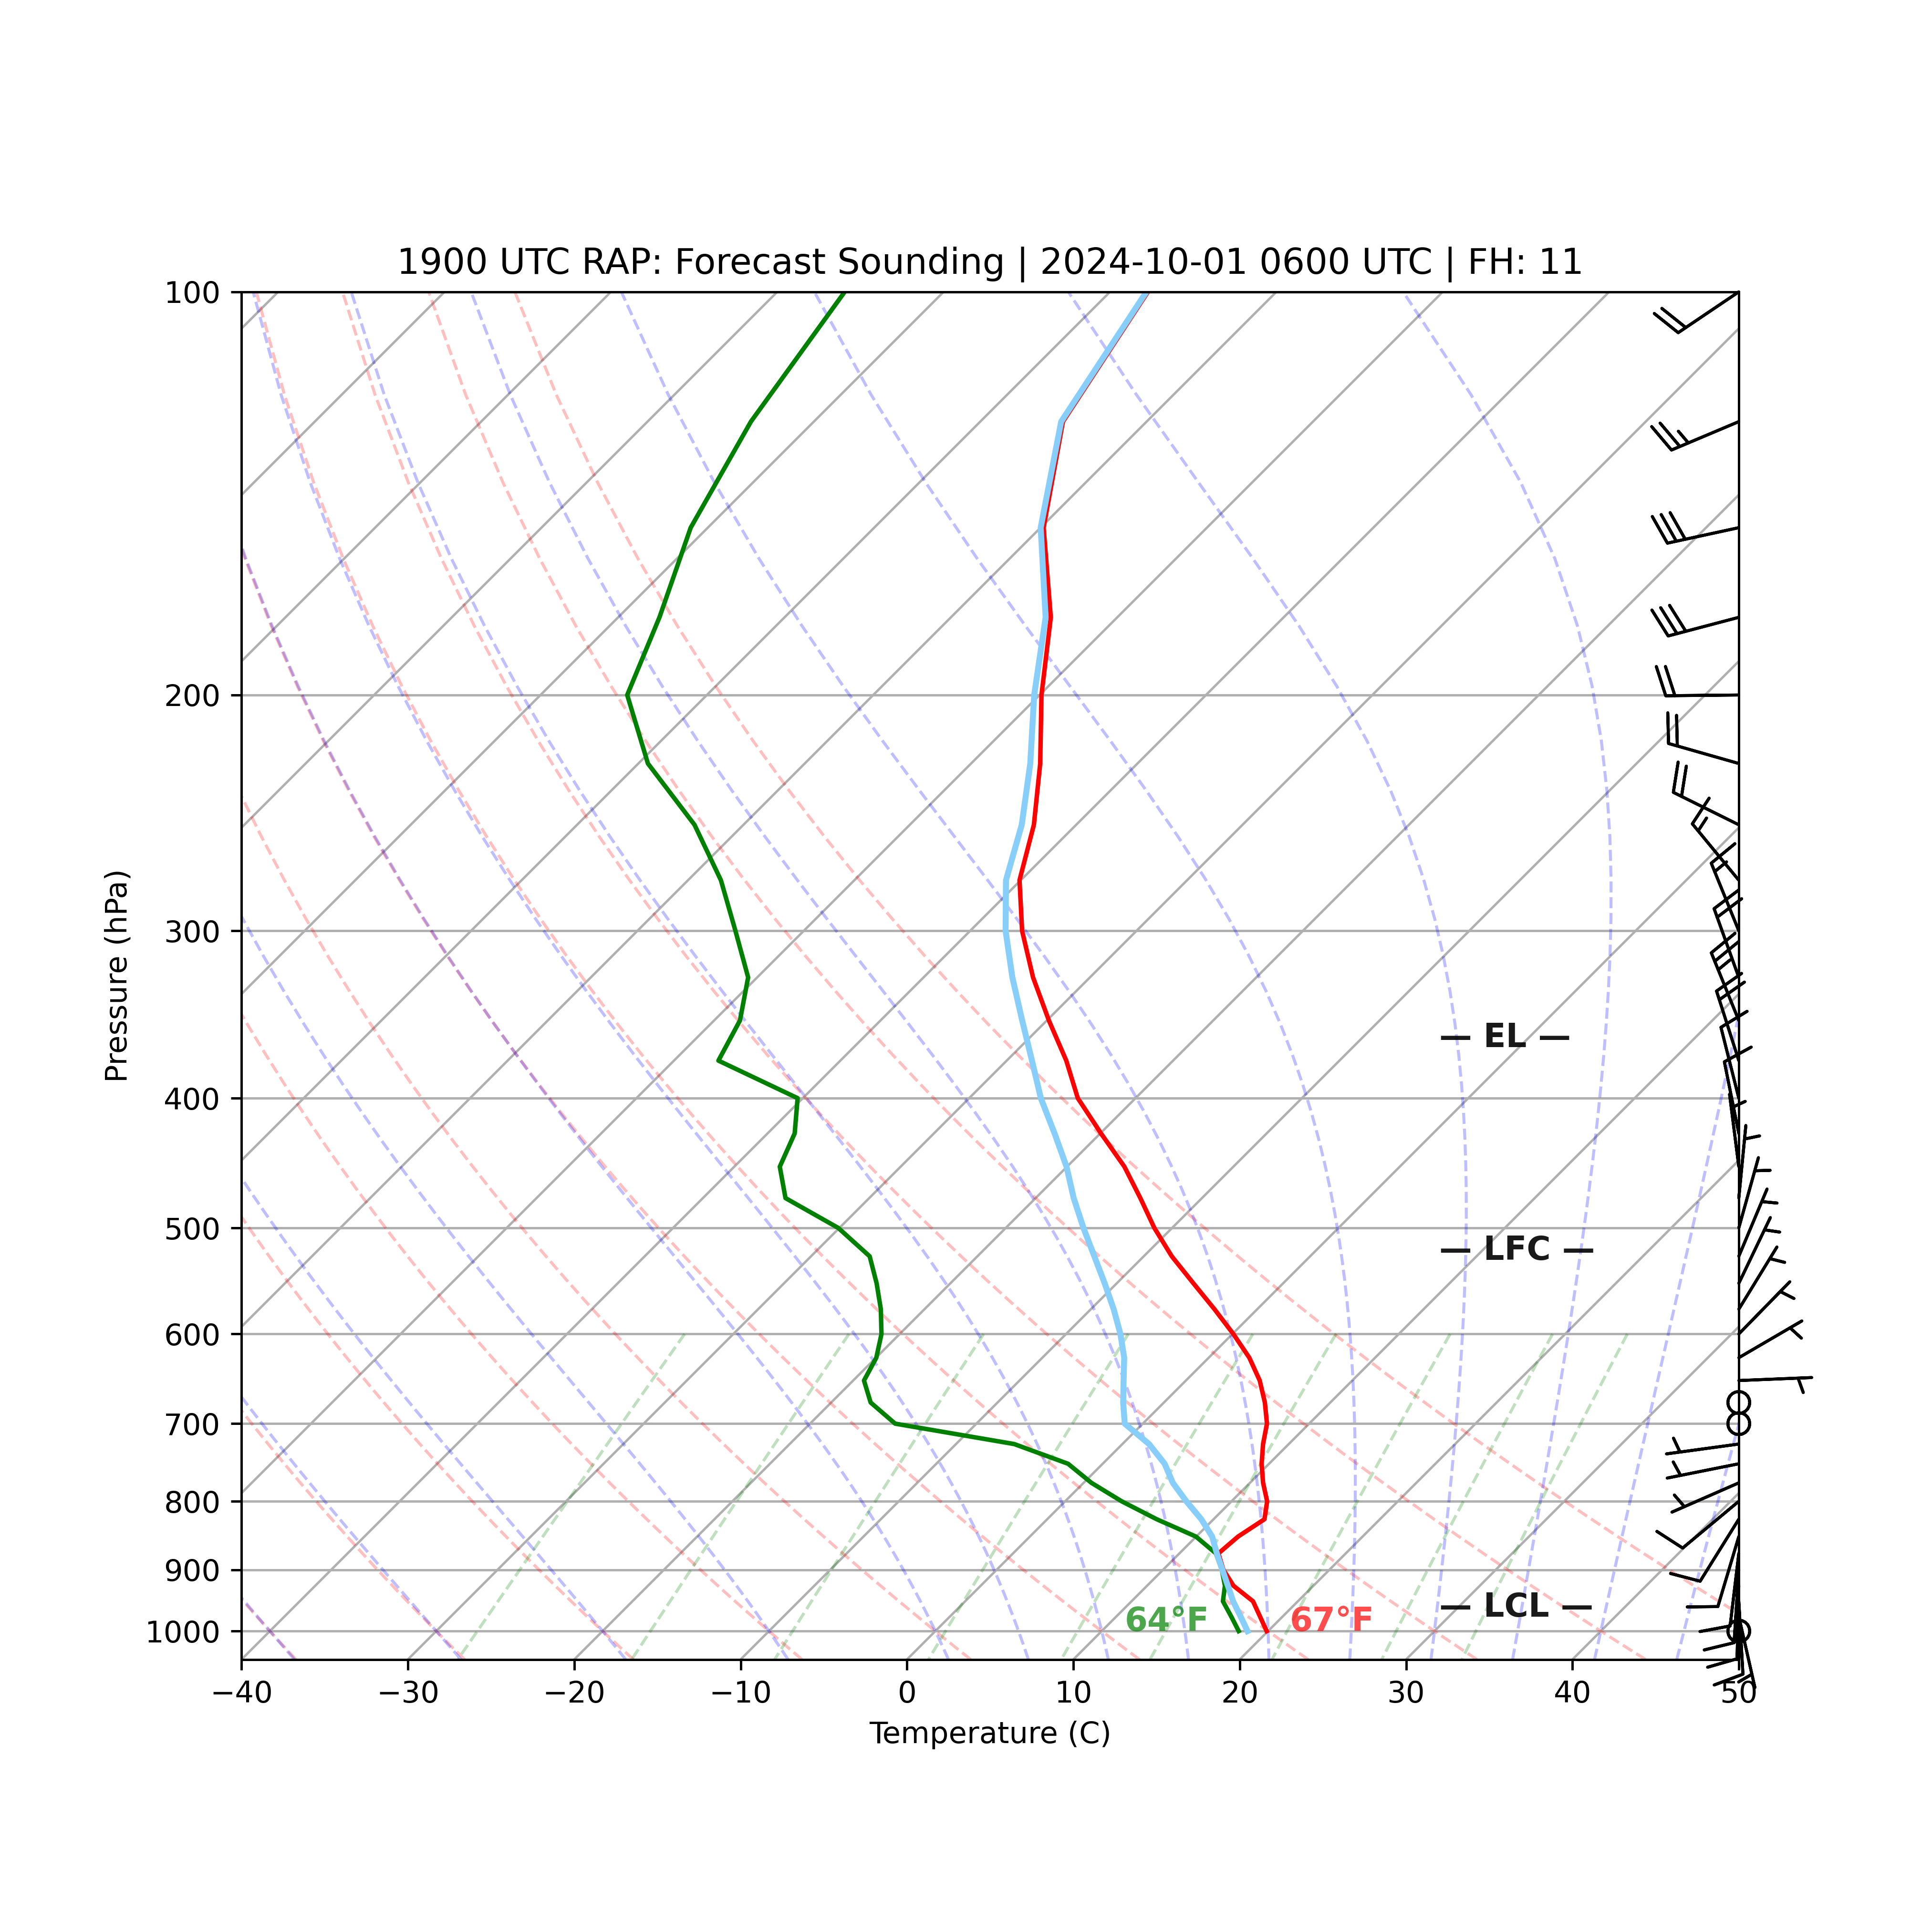 1900 UTC RAP: Forecast Sounding | 2024-10-01 0600 UTC | FH: 11
100
200
300
400
500
600
700
800
900
1000
Pressure (hPa)
— EL —
— LFC —
— LCL —
64°F 67°F
−40 −30 −20 −10 0 10 20 30 40 50
Temperature (C)